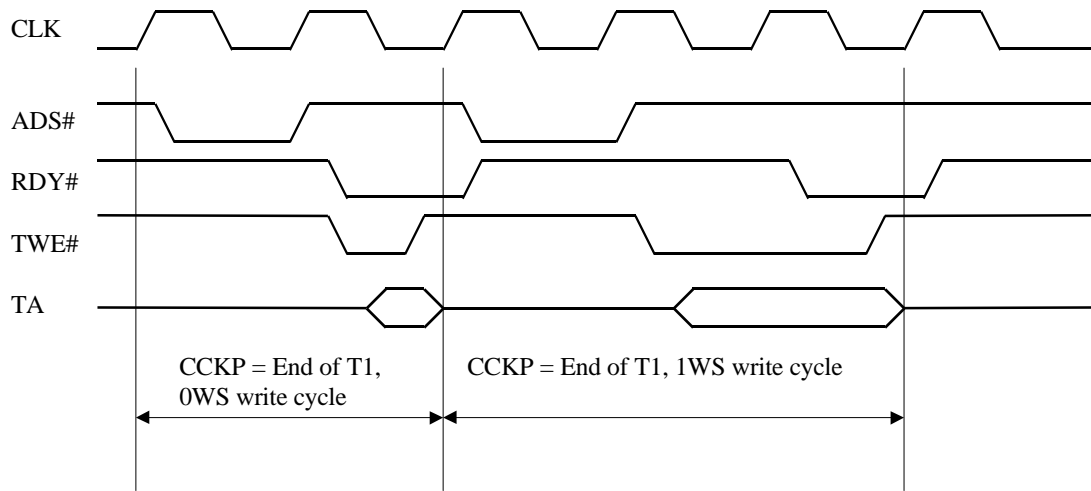 CLK
ADS#
RDY#
TWE#
TA
CCKP = End of T1,
0WS write cycle
CCKP = End of T1, 1WS write cycle